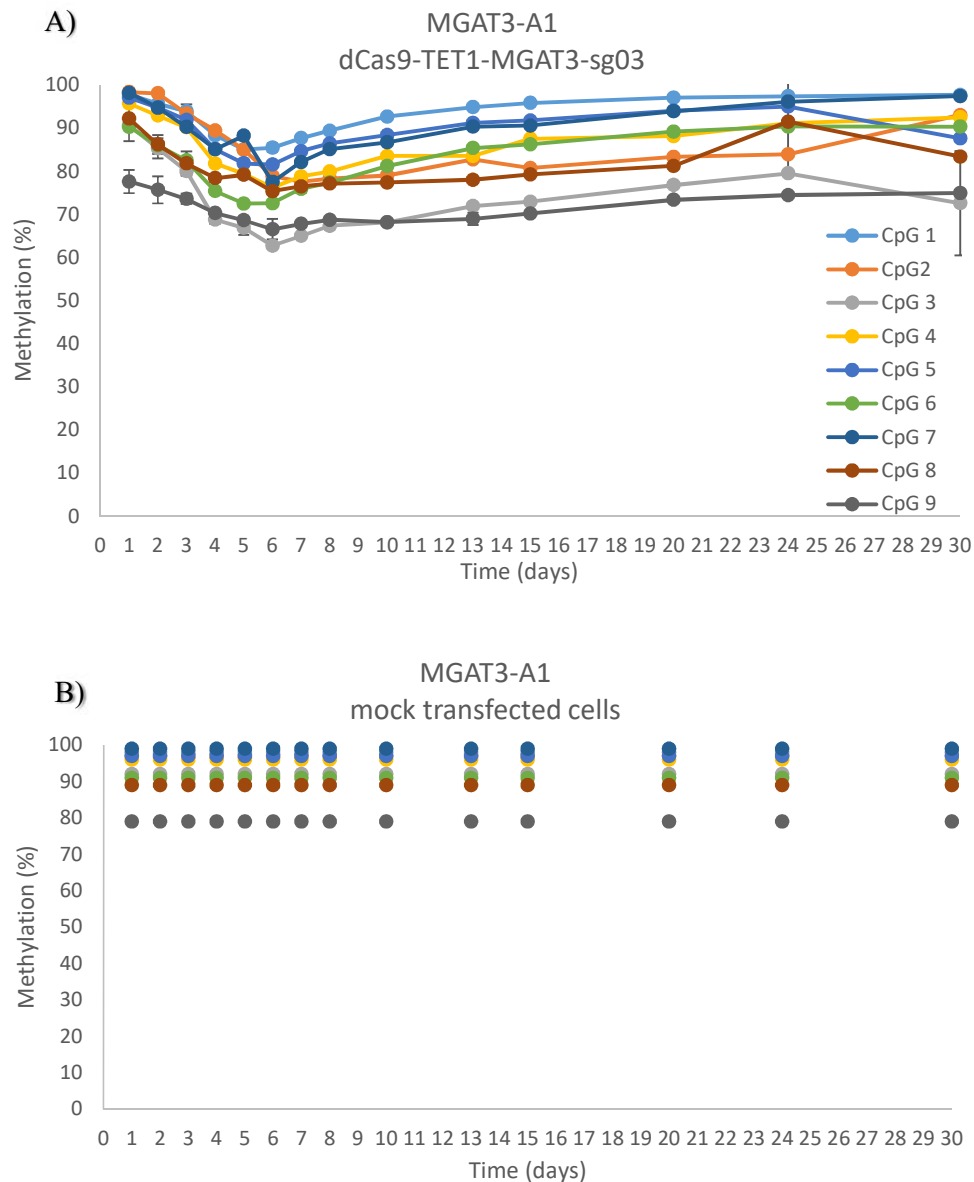 A)
MGAT3-A1
dCas9-TET1-MGAT3-sg03
Methylation (%)
100
90
80
70
60
50
40
30
20
10
0
CpG 1
CpG2
CpG 3
CpG 4
CpG 5
CpG 6
CpG 7
CpG 8
CpG 9
0 1 2 3 4 5 6 7 8 9 10 11 12 13 14 15 16 17 18 19 20 21 22 23 24 25 26 27 28 29 30
Time (days)
B)
MGAT3-A1
mock transfected cells
Methylation (%)
100
90
80
70
60
50
40
30
20
10
0
0 1 2 3 4 5 6 7 8 9 10 11 12 13 14 15 16 17 18 19 20 21 22 23 24 25 26 27 28 29 30
Time (days)